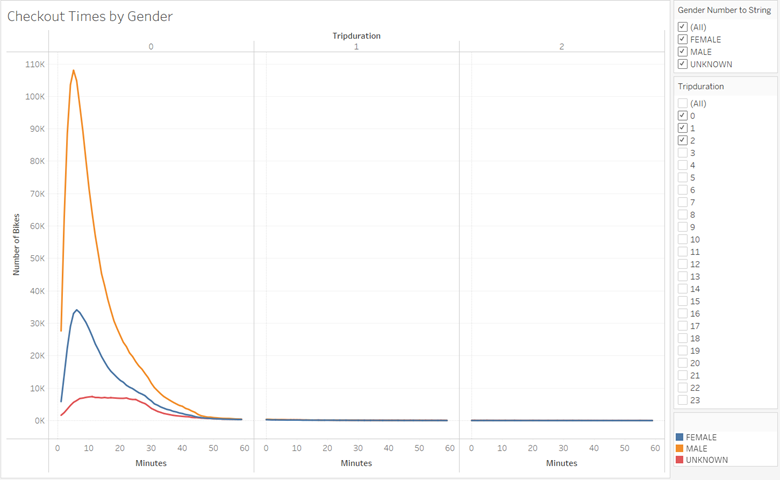 Checkout Times by Gender
Tripduration
0 1 2
110K
100K
90K
80K
70K
60K
50K
40K
30K
20K
10K
0K
Number of Bikes
0 10 20 30 40 50 60 0 10 20 30 40 50 60 0 10 20 30 40 50 60
Minutes Minutes Minutes
Gender Number to String
(All)
FEMALE
MALE
UNKNOWN
Tripduration
(All)
0
1
2
3
4
5
6
7
8
9
10
11
12
13
14
15
16
17
18
19
20
21
22
23
FEMALE
MALE
UNKNOWN